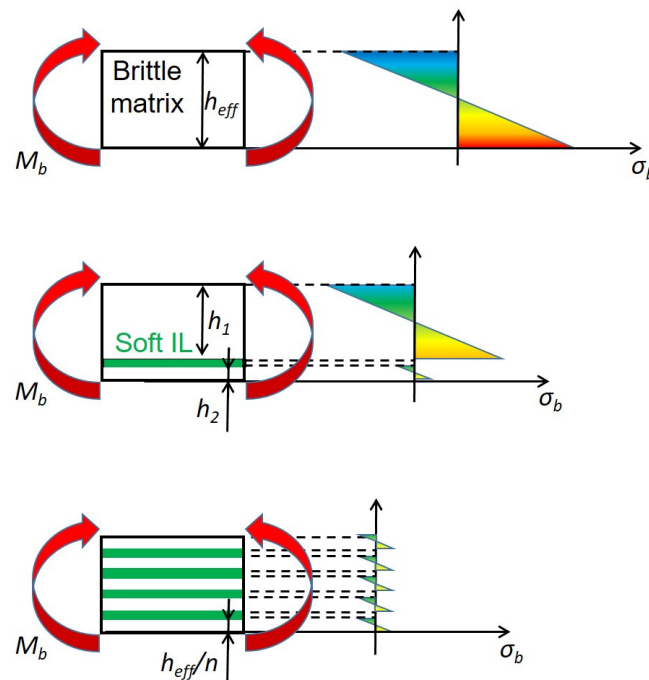 Brittle
matrix
h_eff
M_b
σ_b
h_1
Soft IL
M_b
h_2
σ_b
M_b
h_eff/n
σ_b